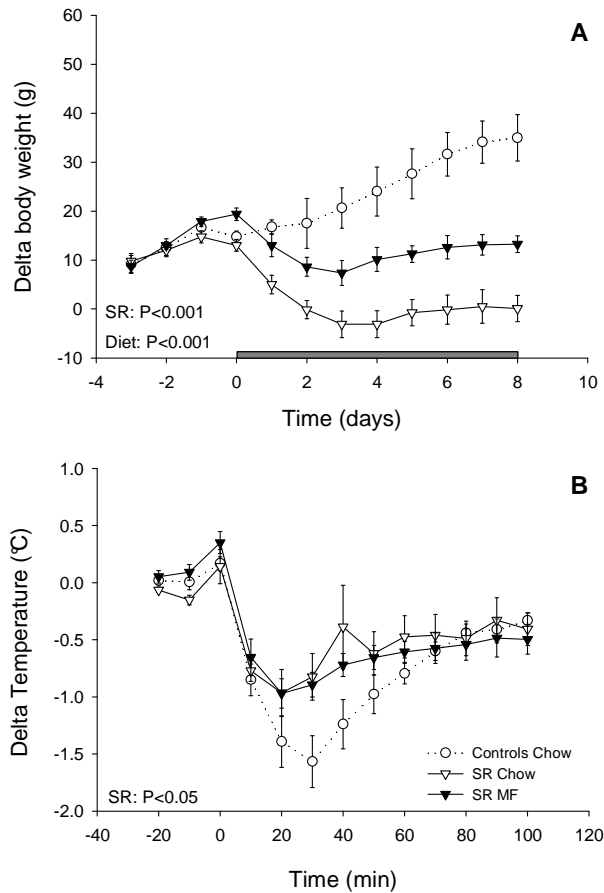 A
60
50
40
30
20
10
0
-10
Delta body weight (g)
SR: P<0.001
Diet: P<0.001
-4 -2 0 2 4 6 8 10
Time (days)
B
1.0
0.5
0.0
-0.5
-1.0
-1.5
-2.0
Delta Temperature (℃)
Controls Chow
SR Chow
SR MF
SR: P<0.05
-40 -20 0 20 40 60 80 100 120
Time (min)